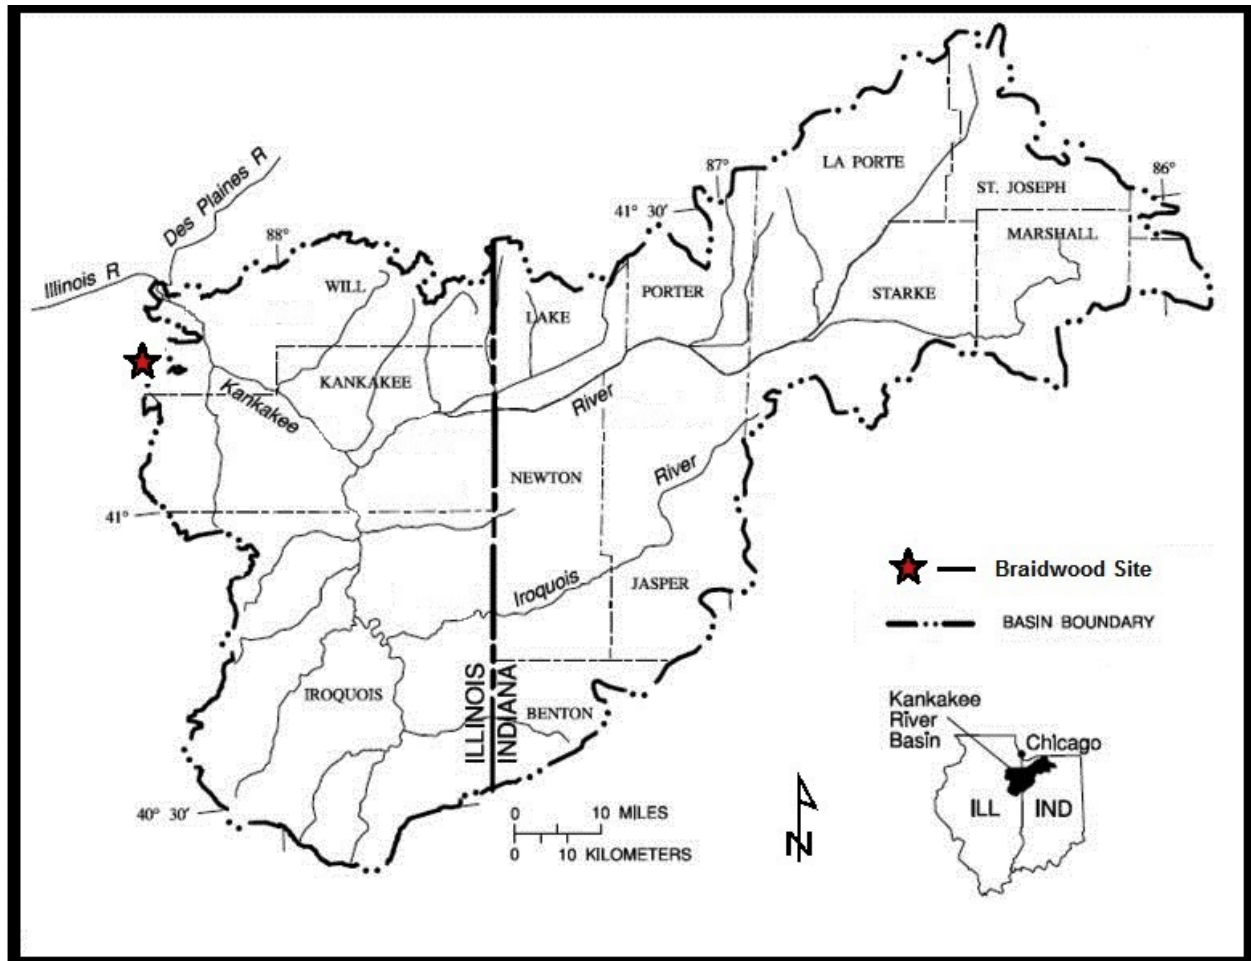 LA PORTE
87°
86°
ST. JOSEPH
41° 30′
Des Plaines R
MARSHALL
88°
Illinois R
WILL
PORTER
STARKE
LAKE
KANKAKEE
Kankakee
River
NEWTON
River
41°
Iroquois
JASPER
Braidwood Site
BASIN BOUNDARY
IROQUOIS
ILLINOIS
INDIANA
BENTON
Kankakee
River
Basin
Chicago
40° 30′
0 10 MILES
0 10 KILOMETERS
N
ILL
IND